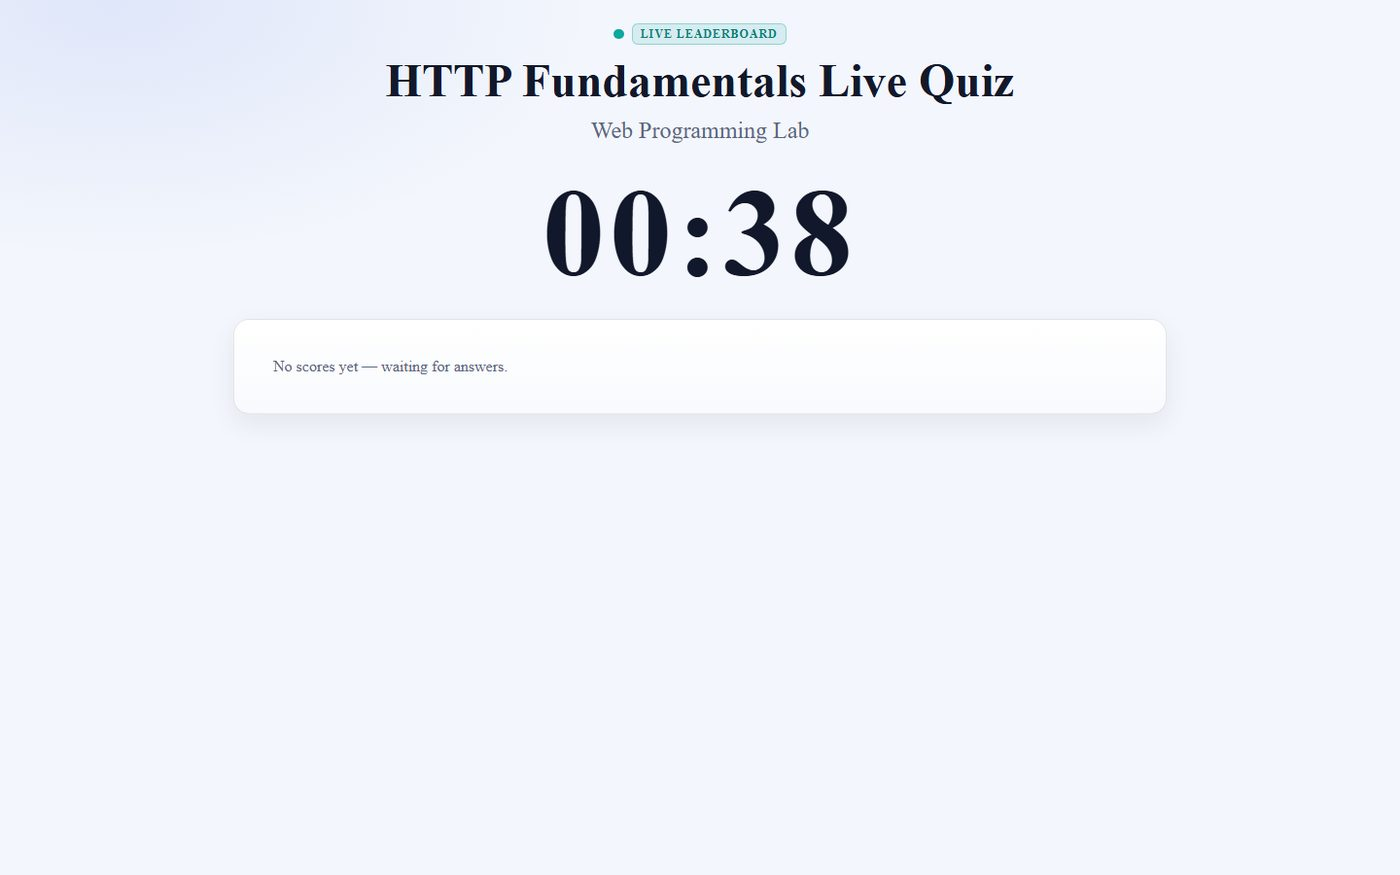 LIVE LEADERBOARD
HTTP Fundamentals Live Quiz
Web Programming Lab
00:38
No scores yet — waiting for answers.